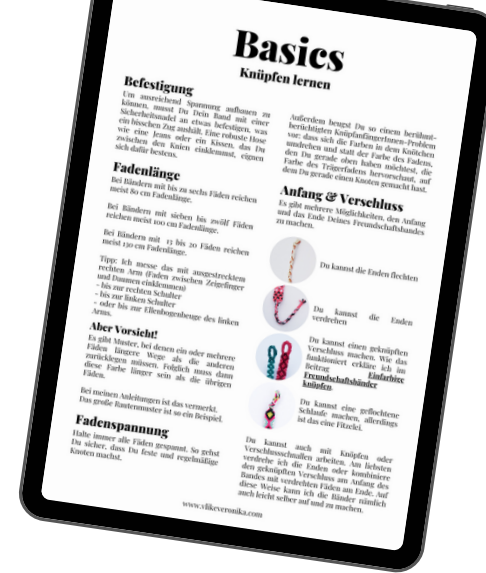 Basics
Knüpfen lernen
Befestigung
Um ausreichend Spannung aufbauen zu
können, musst Du Dein Band mit einer
Sicherheitsnadel an etwas befestigen, was
ein bisschen Zug aushält. Eine robuste Hose
wie eine Jeans oder ein Kissen, das Du
zwischen den Knien einklemmst, eignen
sich dafür bestens.
Fadenlänge
Bei Bändern mit bis zu sechs Fäden reichen
meist 80 cm Fadenlänge.
Bei Bändern mit sieben bis zwölf Fäden
reichen meist 100 cm Fadenlänge.
Bei Bändern mit 13 bis 20 Fäden reichen
meist 130 cm Fadenlänge.
Tipp: Ich messe das mit ausgestrecktem
rechten Arm (Faden zwischen Zeigefinger
und Daumen einklemmen)
- bis zur rechten Schulter
- bis zur linken Schulter
- oder bis zur Ellenbogenbeuge des linken
Arms.
Aber Vorsicht!
Es gibt Muster, bei denen ein oder mehrere
Fäden längere Wege als die anderen
zurücklegen müssen. Folglich muss dann
diese Farbe länger sein als die übrigen
Fäden.
Bei meinen Anleitungen ist das vermerkt.
Das große Rautenmuster ist so ein Beispiel.
Fadenspannung
Halte immer alle Fäden gespannt. So gehst
Du sicher, dass Du feste und regelmäßige
Knoten machst.
Außerdem beugst Du so einem berühmt-
berüchtigten KnüpfanfängerInnen-Problem
vor: dass sich die Farben in dem Knötchen
umdrehen und statt der Farbe des Fadens,
den Du gerade oben haben möchtest, die
Farbe des Trägerfadens hervorschaut, auf
dem Du gerade einen Knoten gemacht hast.
Anfang & Verschluss
Es gibt mehrere Möglichkeiten, den Anfang
und das Ende Deines Freundschaftsbandes
zu machen.
Du kannst die Enden flechten
Du kannst die Enden
verdrehen
Du kannst einen geknüpften
Verschluss machen. Wie das
funktioniert erkläre ich im
Beitrag Einfarbige
Freundschaftsbänder
knüpfen.
Du kannst eine geflochtene
Schlaufe machen, allerdings
ist das eine Fitzelei.
Du kannst auch mit Knöpfen oder
Verschlussschnallen arbeiten. Am liebsten
verdrehe ich die Enden oder kombiniere
den geknüpften Verschluss am Anfang des
Bandes mit verdrehten Fäden am Ende. Auf
diese Weise kann ich die Bänder nämlich
auch leicht selber auf und zu machen.
www.vlikeveronika.com